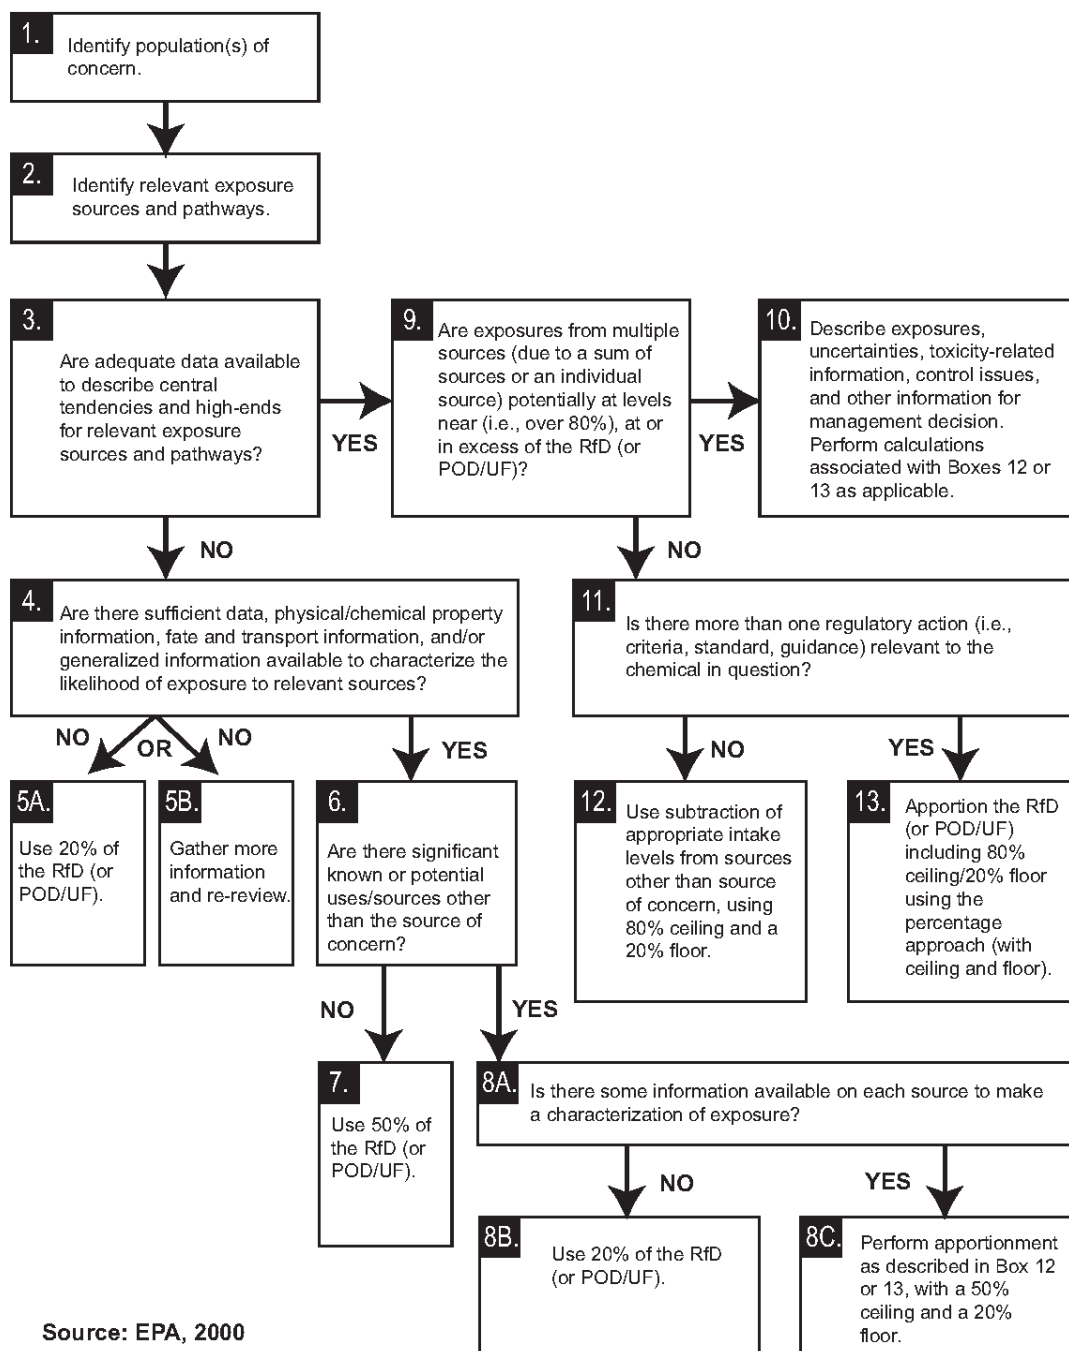 1.
Identify population(s) of
concern.
2.
Identify relevant exposure
sources and pathways.
3.
Are adequate data available
to describe central
tendencies and high-ends
for relevant exposure
sources and pathways?
YES
9.
Are exposures from multiple
sources (due to a sum of
sources or an individual
source) potentially at levels
near (i.e., over 80%), at or
in excess of the RfD (or
POD/UF)?
YES
10.
Describe exposures,
uncertainties, toxicity-related
information, control issues,
and other information for
management decision.
Perform calculations
associated with Boxes 12 or
13 as applicable.
NO
NO
4.
Are there sufficient data, physical/chemical property
information, fate and transport information, and/or
generalized information available to characterize the
likelihood of exposure to relevant sources?
11.
Is there more than one regulatory action (i.e.,
criteria, standard, guidance) relevant to the
chemical in question?
NO
OR
NO
YES
NO
YES
5A.
Use 20% of
the RfD (or
POD/UF).
5B.
Gather more
information
and re-review.
6.
Are there significant
known or potential
uses/sources other
than the source of
concern?
12.
Use subtraction of
appropriate intake
levels from sources
other than source
of concern, using
80% ceiling and a
20% floor.
13.
Apportion the RfD
(or POD/UF)
including 80%
ceiling/20% floor
using the
percentage
approach (with
ceiling and floor).
NO
YES
7.
Use 50% of
the RfD (or
POD/UF).
8A.
Is there some information available on each source to make
a characterization of exposure?
NO
YES
8B.
Use 20% of the RfD
(or POD/UF).
8C.
Perform apportionment
as described in Box 12
or 13, with a 50%
ceiling and a 20%
floor.
Source: EPA, 2000